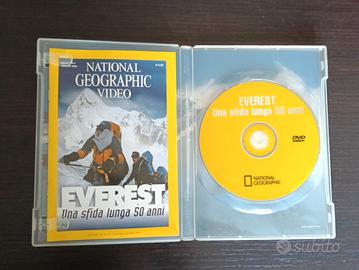 NATIONAL
GEOGRAPHIC
VIDEO
EVEREST
Una sfida lunga 50 anni
EVEREST
Una sfida lunga 50 anni
DVD
NATIONAL
GEOGRAPHIC
subito